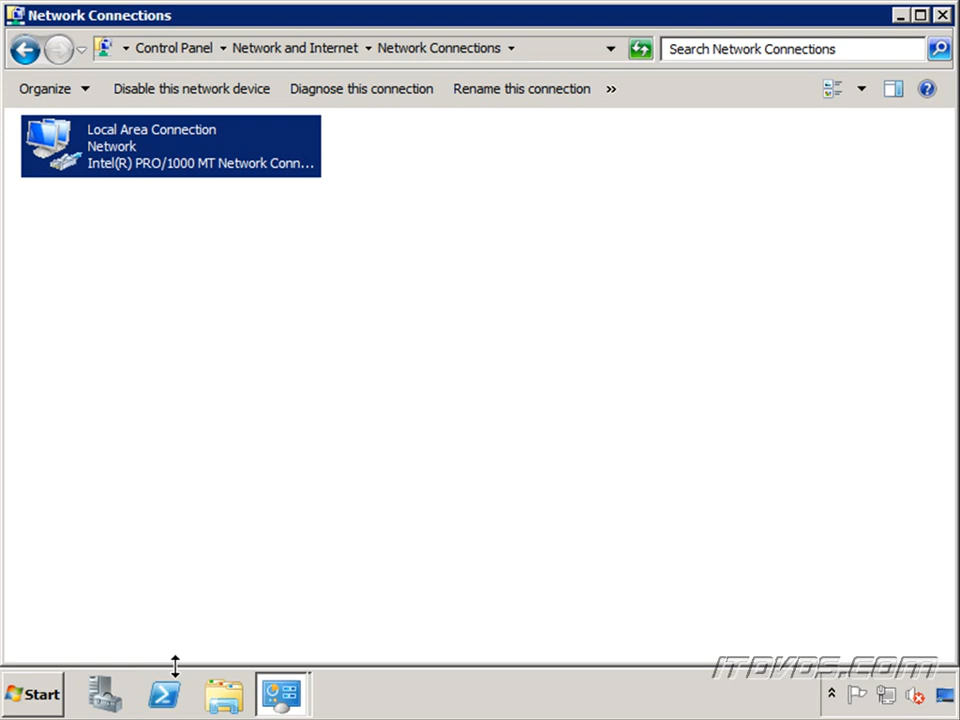 Network Connections
Control Panel Network and Internet Network Connections Search Network Connections
Organize Disable this network device Diagnose this connection Rename this connection »
Local Area Connection
Network
Intel(R) PRO/1000 MT Network Conn...
ITDVDS.COM
Start